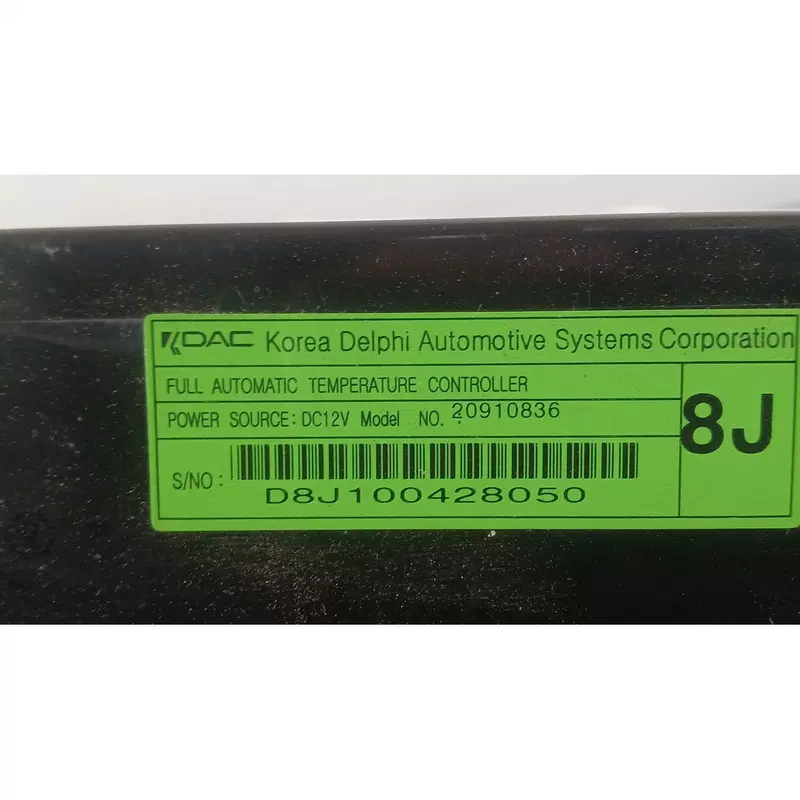 KDAC Korea Delphi Automotive Systems Corporation
FULL AUTOMATIC TEMPERATURE CONTROLLER
POWER SOURCE: DC12V Model NO. 20910836
8J
S/NO :
D8J100428050